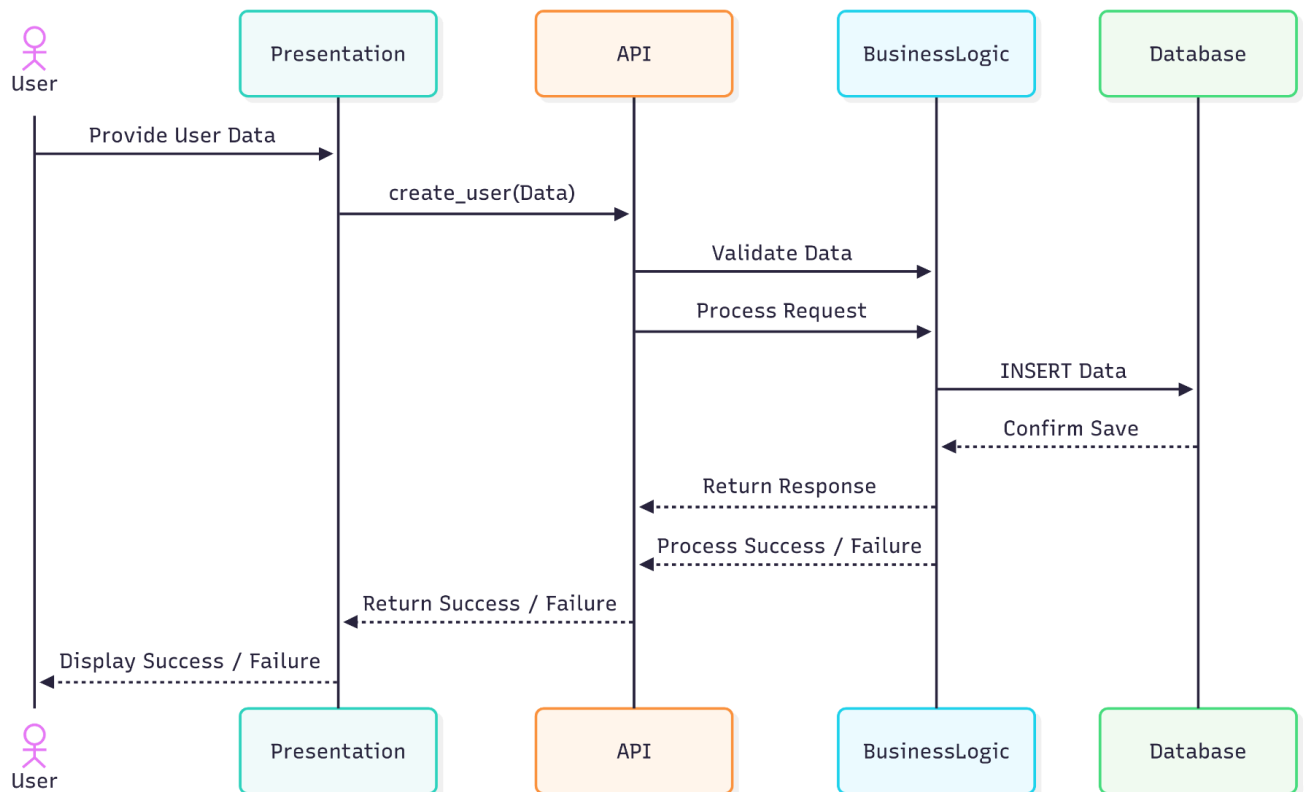 User
Presentation
API
BusinessLogic
Database
Provide User Data
create_user(Data)
Validate Data
Process Request
INSERT Data
Confirm Save
Return Response
Process Success / Failure
Return Success / Failure
Display Success / Failure
User
Presentation
API
BusinessLogic
Database